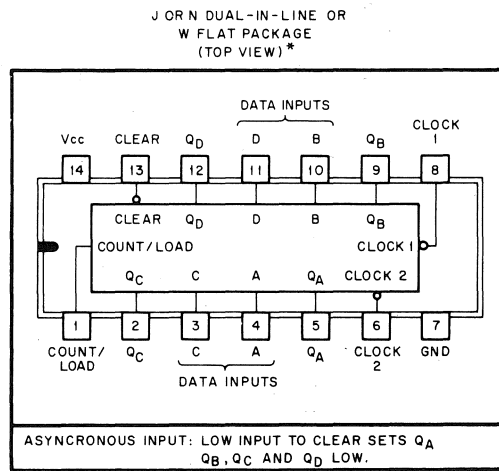 J OR N DUAL-IN-LINE OR
W FLAT PACKAGE
(TOP VIEW)*
DATA INPUTS
CLOCK
1
Vcc CLEAR QD D B QB
14 13 12 11 10 9 8
CLEAR QD D B QB
COUNT/LOAD CLOCK 1
QC C A QA CLOCK 2
1 2 3 4 5 6 7
COUNT/ QC C A QA CLOCK GND
LOAD 2
DATA INPUTS
ASYNCRONOUS INPUT: LOW INPUT TO CLEAR SETS QA
QB, QC AND QD LOW.